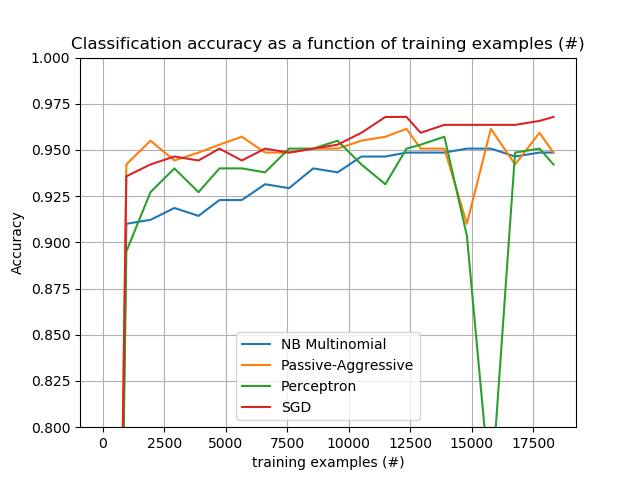 Classification accuracy as a function of training examples (#)
1.000
0.975
0.950
0.925
0.900
0.875
0.850
0.825
0.800
Accuracy
NB Multinomial
Passive-Aggressive
Perceptron
SGD
0 2500 5000 7500 10000 12500 15000 17500
training examples (#)